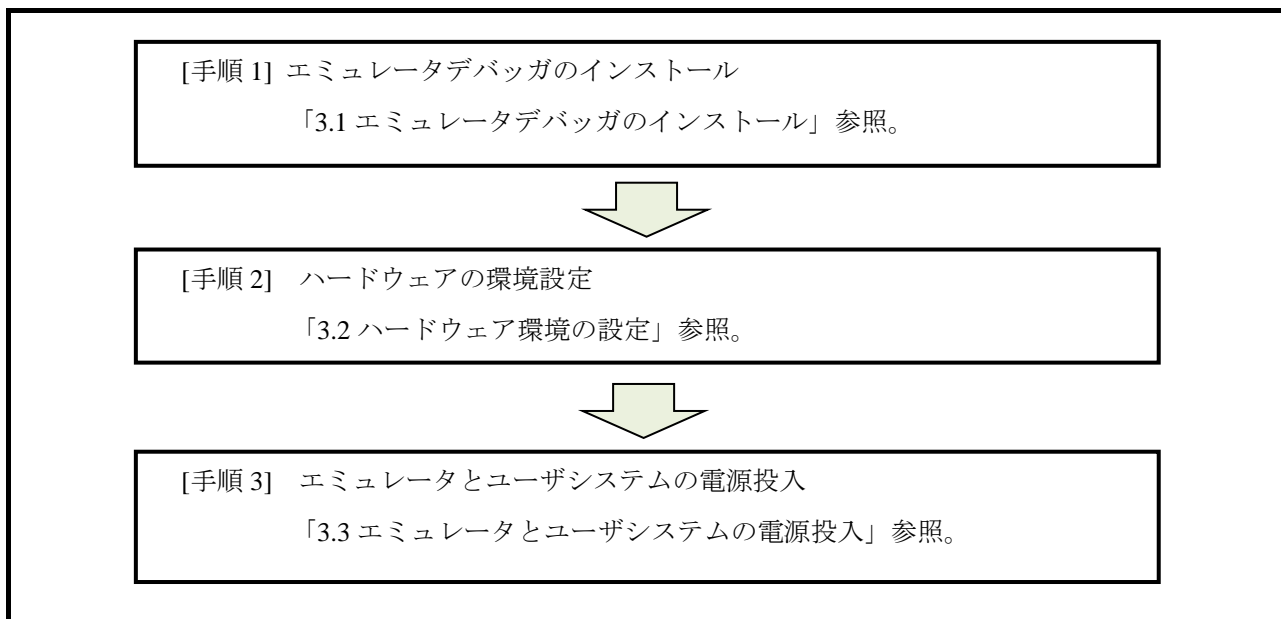 [手順 1] エミュレータデバッガのインストール
「3.1 エミュレータデバッガのインストール」参照。
[手順 2] ハードウェアの環境設定
「3.2 ハードウェア環境の設定」参照。
[手順 3] エミュレータとユーザシステムの電源投入
「3.3 エミュレータとユーザシステムの電源投入」参照。